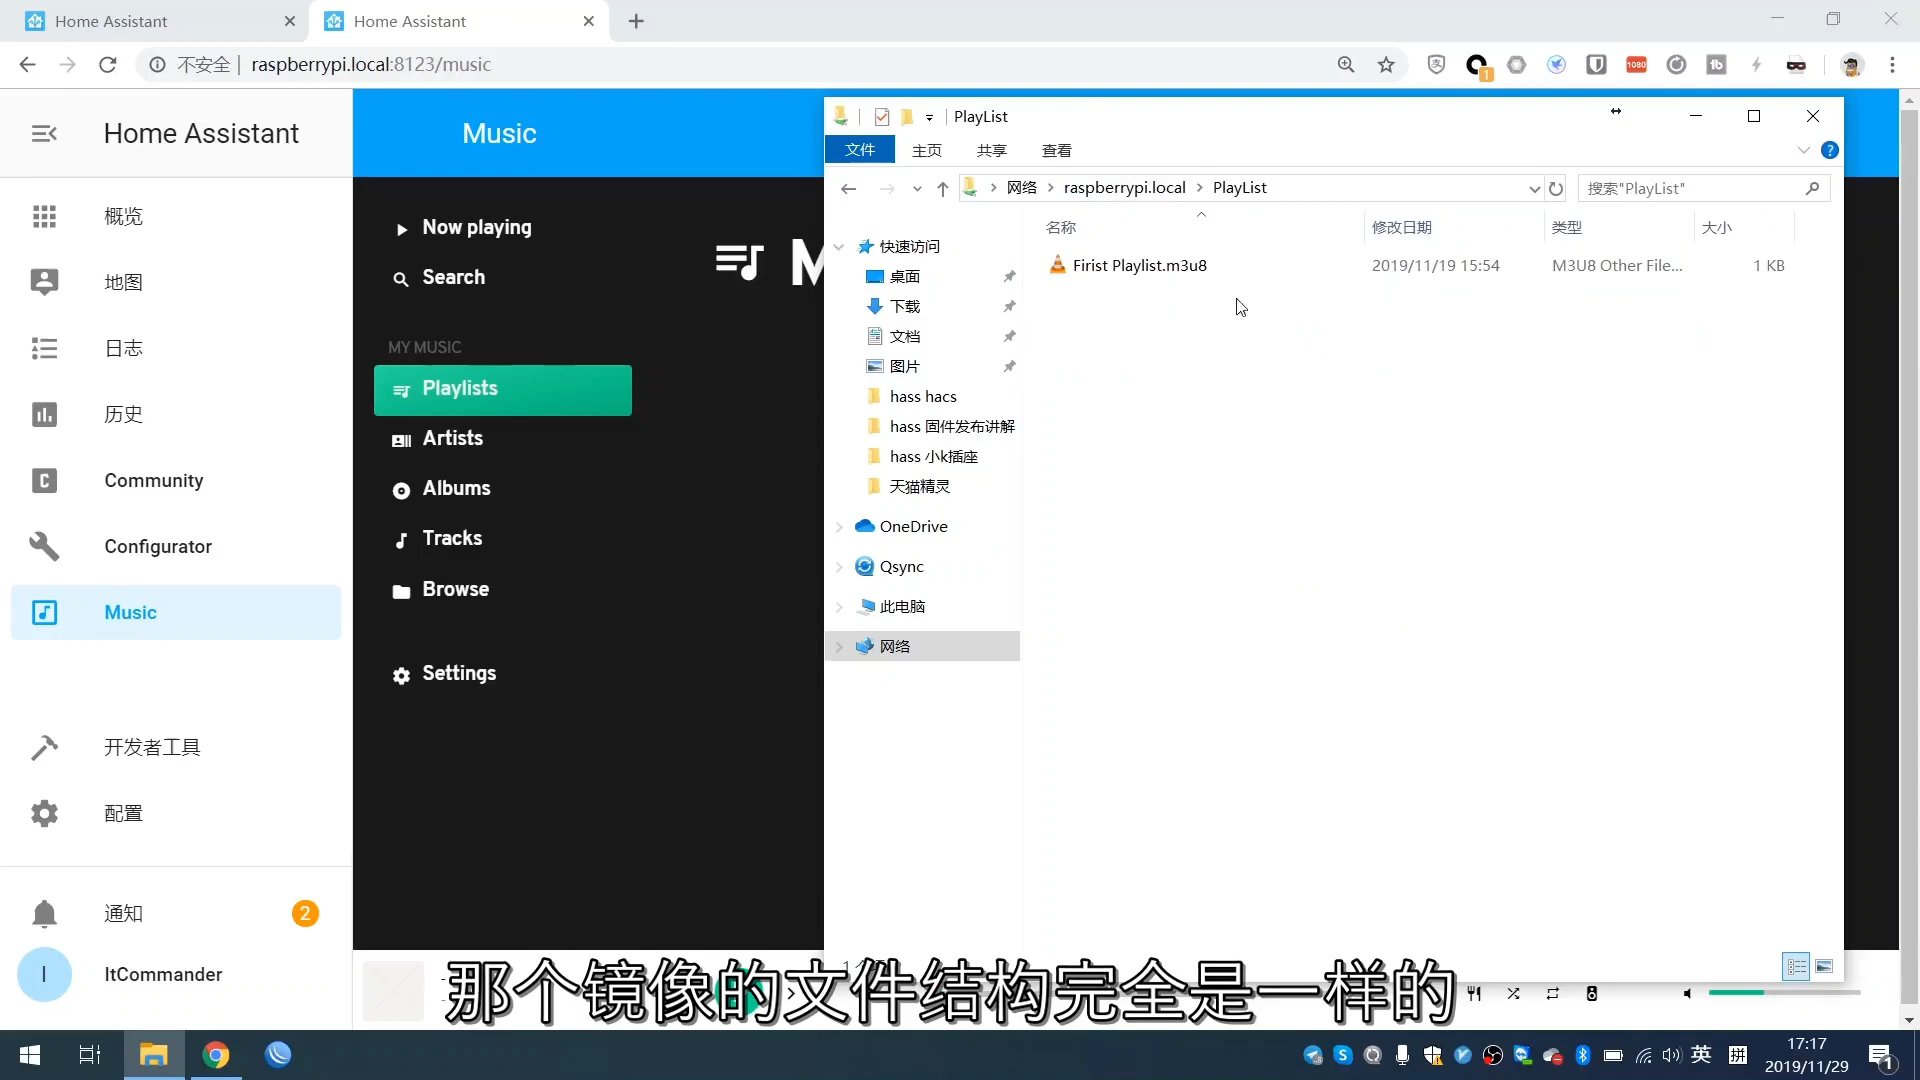 Home Assistant
Home Assistant
不安全
raspberrypi.local:8123/music
1
1080
Home Assistant
概览
地图
日志
历史
Community
Configurator
Music
开发者工具
配置
通知
2
I
ItCommander
Music
Now playing
Search
MY MUSIC
Playlists
Artists
Albums
Tracks
Browse
Settings
M
PlayList
文件
主页
共享
查看
网络
raspberrypi.local
PlayList
搜索"PlayList"
名称
修改日期
类型
大小
Firist Playlist.m3u8
2019/11/19 15:54
M3U8 Other File...
1 KB
快速访问
桌面
下载
文档
图片
hass hacs
hass 固件发布讲解
hass 小k插座
天猫精灵
OneDrive
Qsync
此电脑
网络
那个镜像的文件结构完全是一样的
英
拼
17:17
2019/11/29
1